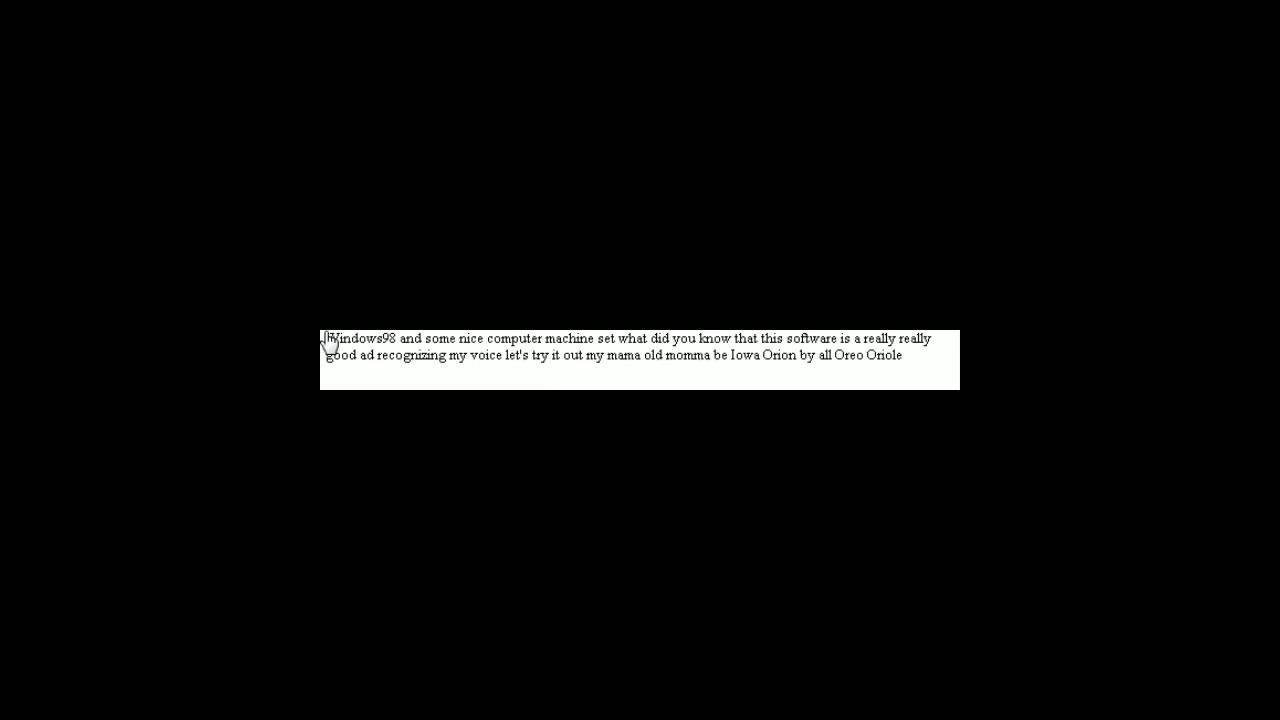 Windows98 and some nice computer machine set what did you know that this software is a really really
good ad recognizing my voice let's try it out my mama old momma be Iowa Orion by all Oreo Oriole